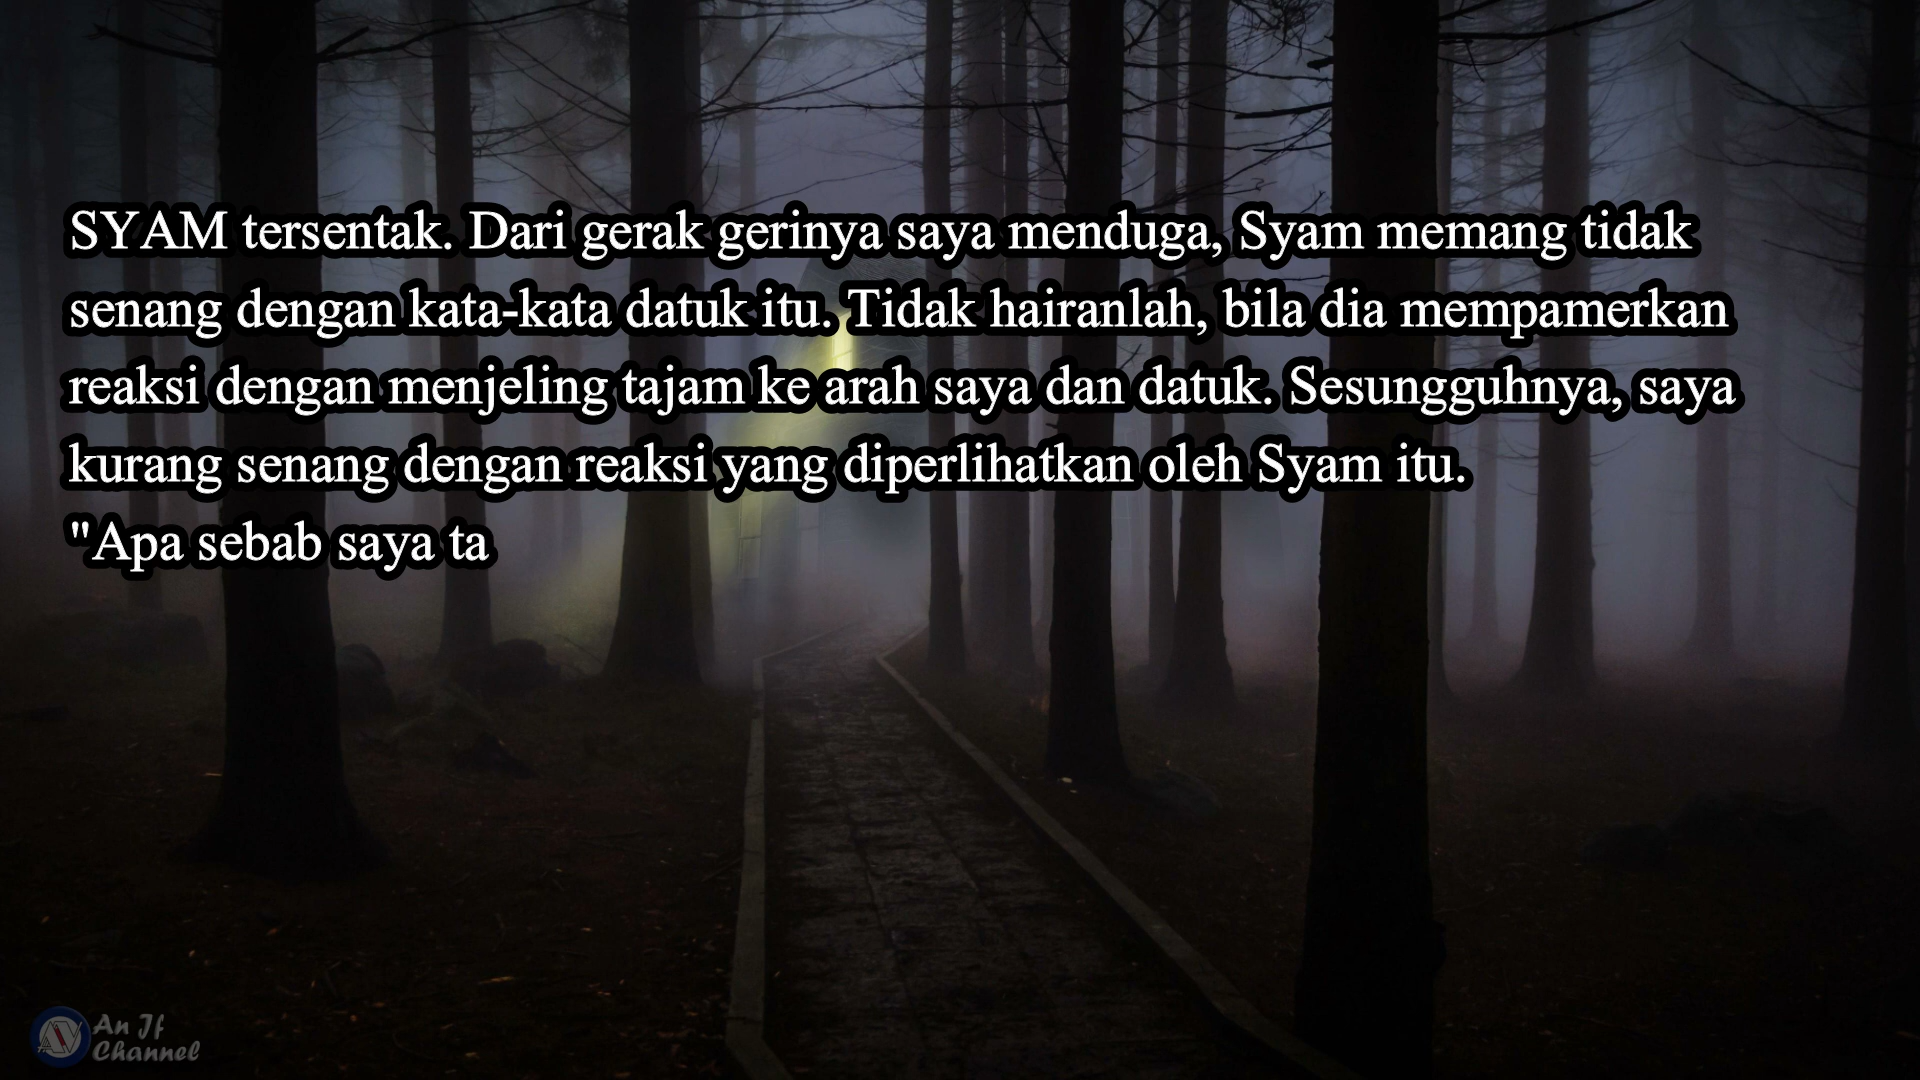 SYAM tersentak. Dari gerak gerinya saya menduga, Syam memang tidak
senang dengan kata-kata datuk itu. Tidak hairanlah, bila dia mempamerkan
reaksi dengan menjeling tajam ke arah saya dan datuk. Sesungguhnya, saya
kurang senang dengan reaksi yang diperlihatkan oleh Syam itu.
"Apa sebab saya ta
An If
Channel